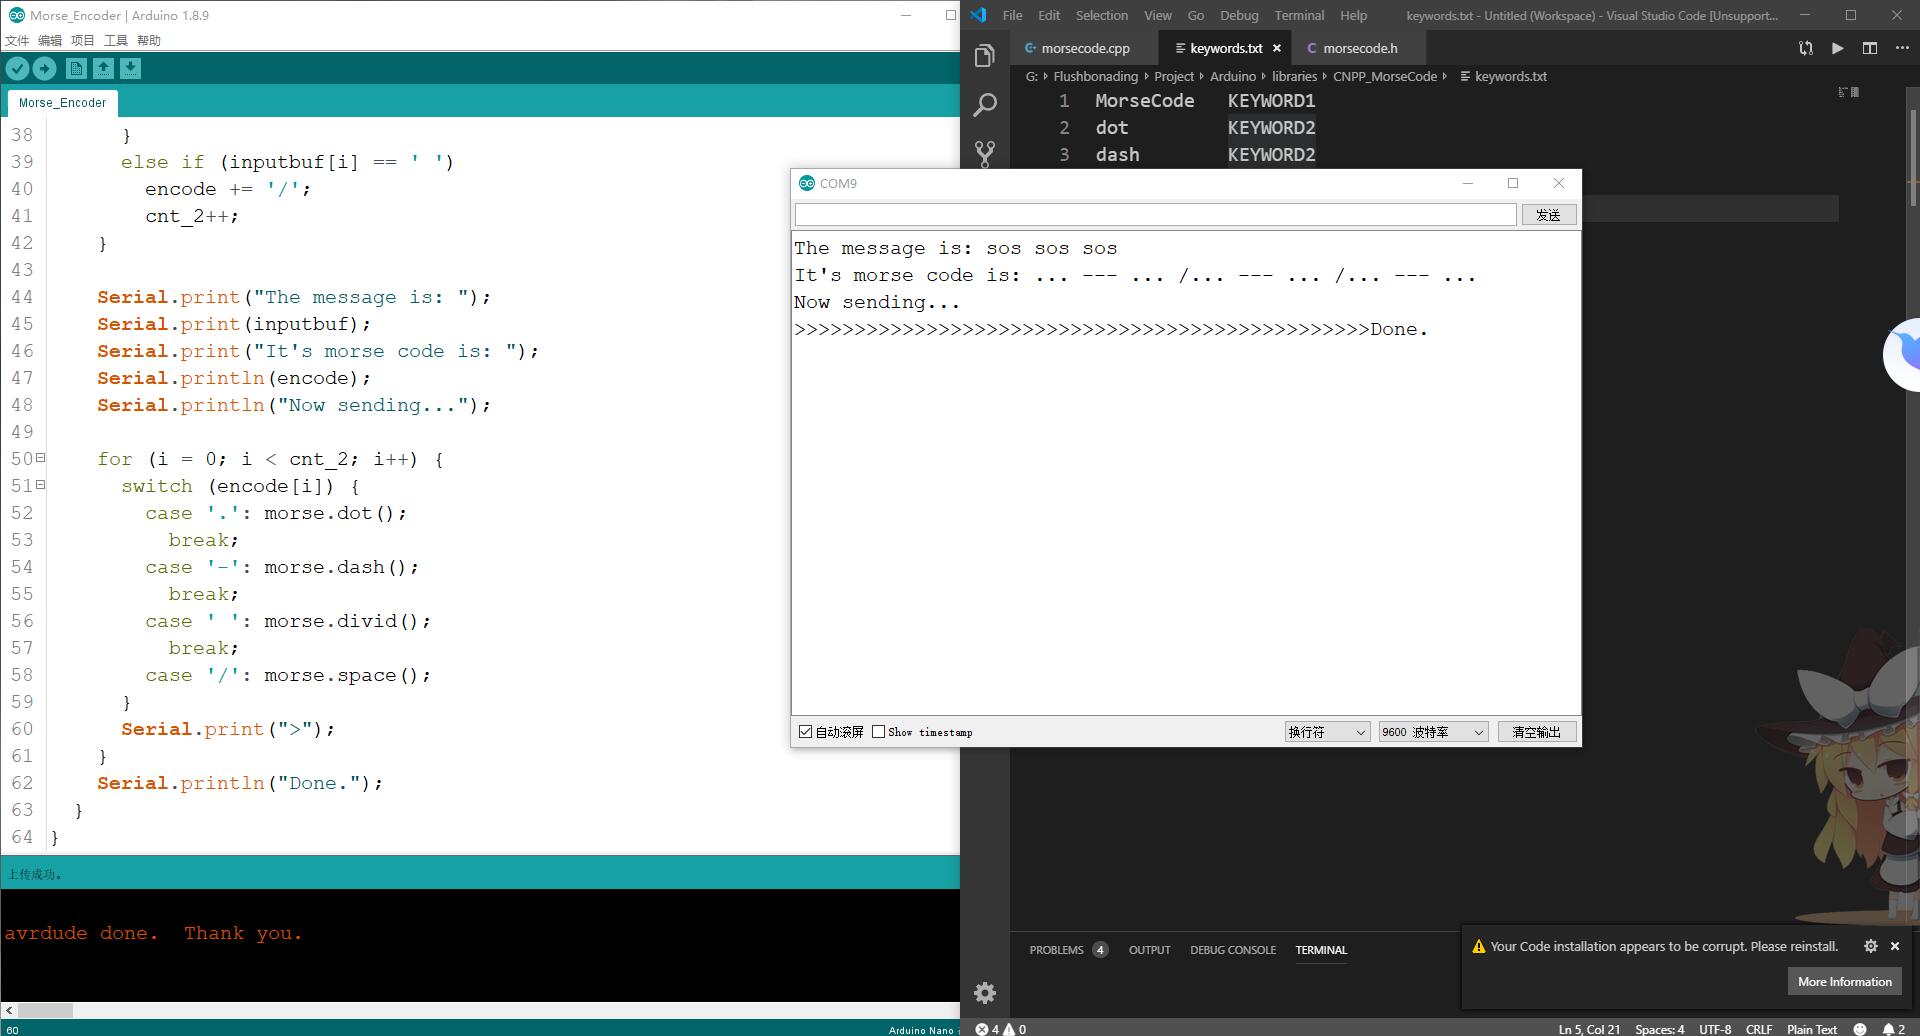 Morse_Encoder | Arduino 1.8.9
文件 编辑 项目 工具 帮助
Morse_Encoder
38 }
39 else if (inputbuf[i] == ' ')
40 encode += '/';
41 cnt_2++;
42 }
43
44 Serial.print("The message is: ");
45 Serial.print(inputbuf);
46 Serial.print("It's morse code is: ");
47 Serial.println(encode);
48 Serial.println("Now sending...");
49
50 for (i = 0; i < cnt_2; i++) {
51 switch (encode[i]) {
52 case '.': morse.dot();
53 break;
54 case '-': morse.dash();
55 break;
56 case ' ': morse.divid();
57 break;
58 case '/': morse.space();
59 }
60 Serial.print(">");
61 }
62 Serial.println("Done.");
63 }
64 }
上传成功。
avrdude done.  Thank you.
60
Arduino Nano
File Edit Selection View Go Debug Terminal Help
keywords.txt - Untitled (Workspace) - Visual Studio Code [Unsupport...
morsecode.cpp
keywords.txt
C morsecode.h
G: › Flushbonading › Project › Arduino › libraries › CNPP_MorseCode › keywords.txt
1 MorseCode KEYWORD1
2 dot KEYWORD2
3 dash KEYWORD2
COM9
发送
The message is: sos sos sos
It's morse code is: ... --- ... /... --- ... /... --- ...
Now sending...
>>>>>>>>>>>>>>>>>>>>>>>>>>>>>>>>>>>>>>>>>>>>>>>>Done.
自动滚屏
Show timestamp
换行符
9600 波特率
清空输出
PROBLEMS 4
OUTPUT
DEBUG CONSOLE
TERMINAL
Your Code installation appears to be corrupt. Please reinstall.
More Information
4 0
Ln 5, Col 21
Spaces: 4
UTF-8
CRLF
Plain Text
2